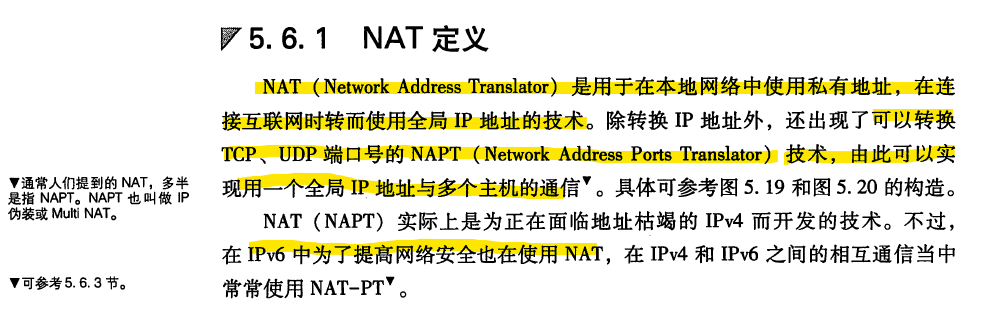 5.6.1 NAT 定义
NAT（Network Address Translator）是用于在本地网络中使用私有地址，在连
接互联网时转而使用全局 IP 地址的技术。除转换 IP 地址外，还出现了可以转换
TCP、UDP 端口号的 NAPT（Network Address Ports Translator）技术，由此可以实
现用一个全局 IP 地址与多个主机的通信▼。具体可参考图 5.19 和图 5.20 的构造。
▼通常人们提到的 NAT，多半
是指 NAPT。NAPT 也叫做 IP
伪装或 Multi NAT。
NAT（NAPT）实际上是为正在面临地址枯竭的 IPv4 而开发的技术。不过，
在 IPv6 中为了提高网络安全也在使用 NAT，在 IPv4 和 IPv6 之间的相互通信当中
常常使用 NAT-PT▼。
▼可参考 5.6.3 节。